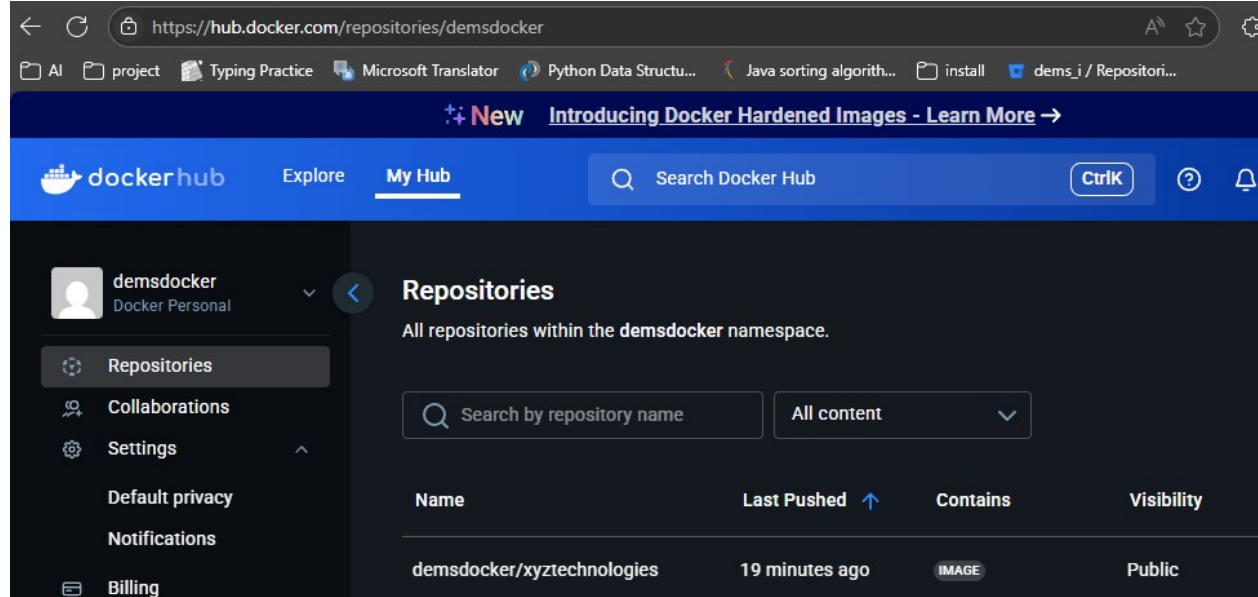 https://hub.docker.com/repositories/demsdocker
AI project Typing Practice Microsoft Translator Python Data Structu... Java sorting algorith... install dems_i / Repositori...
New Introducing Docker Hardened Images - Learn More →
dockerhub Explore My Hub Search Docker Hub CtrlK
demsdocker
Docker Personal
Repositories
Collaborations
Settings
Default privacy
Notifications
Billing
Repositories
All repositories within the demsdocker namespace.
Search by repository name All content
Name Last Pushed Contains Visibility
demsdocker/xyztechnologies 19 minutes ago IMAGE Public